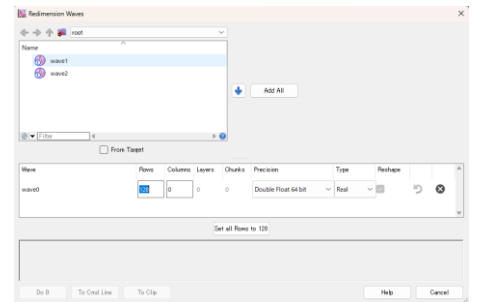 Redimension Waves
root
Name
wave1
wave2
Add All
Filter
From Target
Wave Rows Columns Layers Chunks Precision Type Reshape
wave0 128 0 0 0 Double Float 64 bit Real
Set all Rows to 128
Do It To Cmd Line To Clip Help Cancel